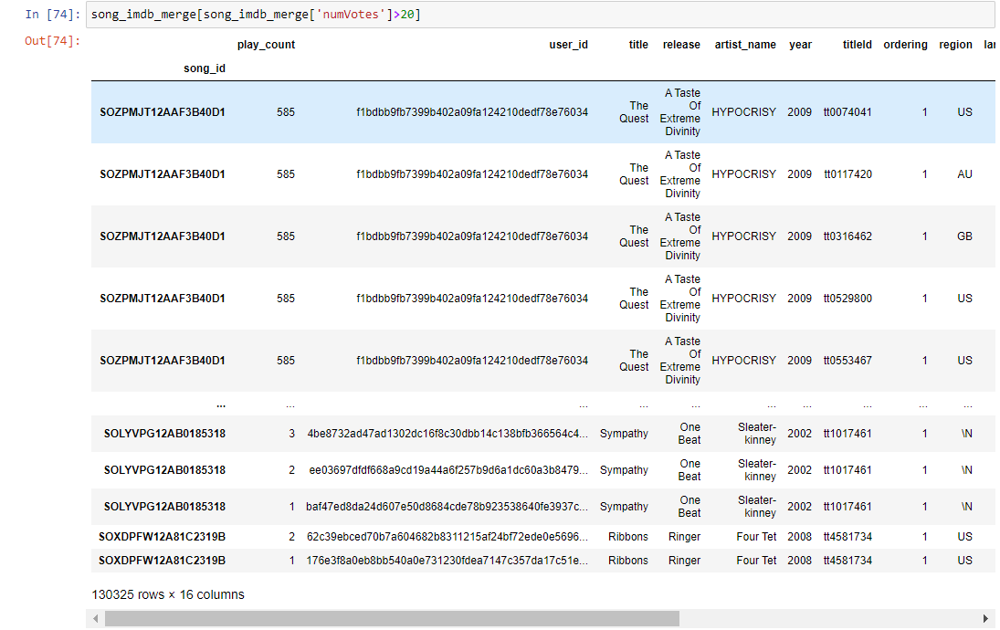 In [74]: song_imdb_merge[song_imdb_merge['numVotes']>20]
Out[74]:
play_count user_id title release artist_name year titleId ordering region lan
song_id
SOZPMJT12AAF3B40D1 585 f1bdbb9fb7399b402a09fa124210dedf78e76034 The Quest A Taste Of Extreme Divinity HYPOCRISY 2009 tt0074041 1 US
SOZPMJT12AAF3B40D1 585 f1bdbb9fb7399b402a09fa124210dedf78e76034 The Quest A Taste Of Extreme Divinity HYPOCRISY 2009 tt0117420 1 AU
SOZPMJT12AAF3B40D1 585 f1bdbb9fb7399b402a09fa124210dedf78e76034 The Quest A Taste Of Extreme Divinity HYPOCRISY 2009 tt0316462 1 GB
SOZPMJT12AAF3B40D1 585 f1bdbb9fb7399b402a09fa124210dedf78e76034 The Quest A Taste Of Extreme Divinity HYPOCRISY 2009 tt0529800 1 US
SOZPMJT12AAF3B40D1 585 f1bdbb9fb7399b402a09fa124210dedf78e76034 The Quest A Taste Of Extreme Divinity HYPOCRISY 2009 tt0553467 1 US
... ... ... ... ... ... ... ... ... ...
SOLYVPG12AB0185318 3 4be8732ad47ad1302dc16f8c30dbb14c138bfb366564c4... Sympathy One Beat Sleater-kinney 2002 tt1017461 1 \N
SOLYVPG12AB0185318 2 ee03697dfdf668a9cd19a44a6f257b9d6a1dc60a3b8479... Sympathy One Beat Sleater-kinney 2002 tt1017461 1 \N
SOLYVPG12AB0185318 1 baf47ed8da24d607e50d8684cde78b923538640fe3937c... Sympathy One Beat Sleater-kinney 2002 tt1017461 1 \N
SOXDPFW12A81C2319B 2 62c39ebced70b7a604682b8311215af24bf72ede0e5696... Ribbons Ringer Four Tet 2008 tt4581734 1 US
SOXDPFW12A81C2319B 1 176e3f8a0eb8bb540a0e731230fdea7147c357da17c51e... Ribbons Ringer Four Tet 2008 tt4581734 1 US
130325 rows × 16 columns